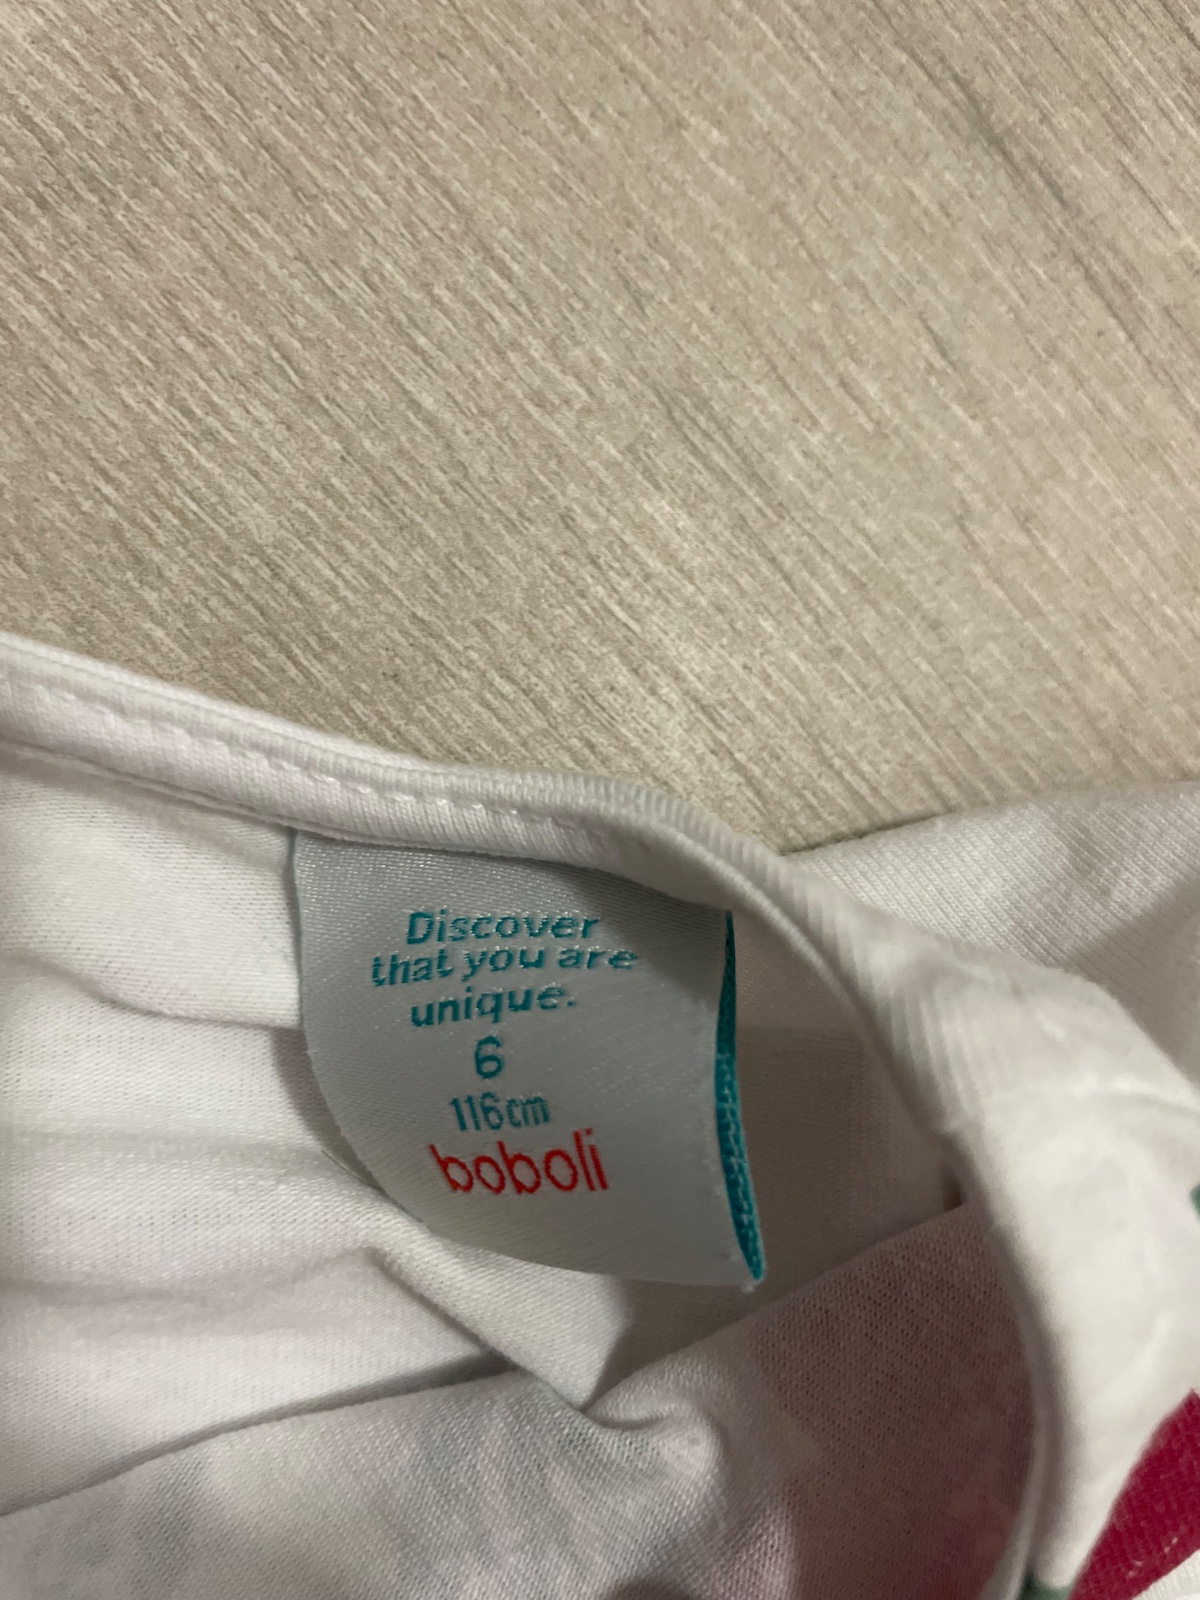 Discover
that you are
unique.
6
116cm
boboli